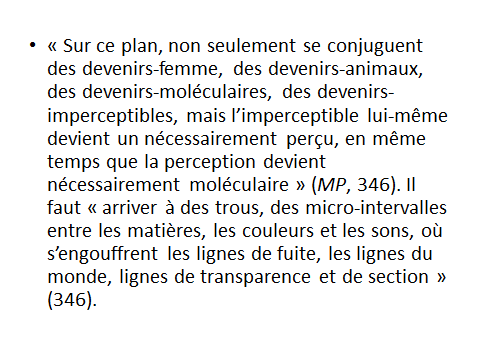 • « Sur ce plan, non seulement se conjuguent
des devenirs-femme, des devenirs-animaux,
des devenirs-moléculaires, des devenirs-
imperceptibles, mais l’imperceptible lui-même
devient un nécessairement perçu, en même
temps que la perception devient
nécessairement moléculaire » (MP, 346). Il
faut « arriver à des trous, des micro-intervalles
entre les matières, les couleurs et les sons, où
s’engouffrent les lignes de fuite, les lignes du
monde, lignes de transparence et de section »
(346).